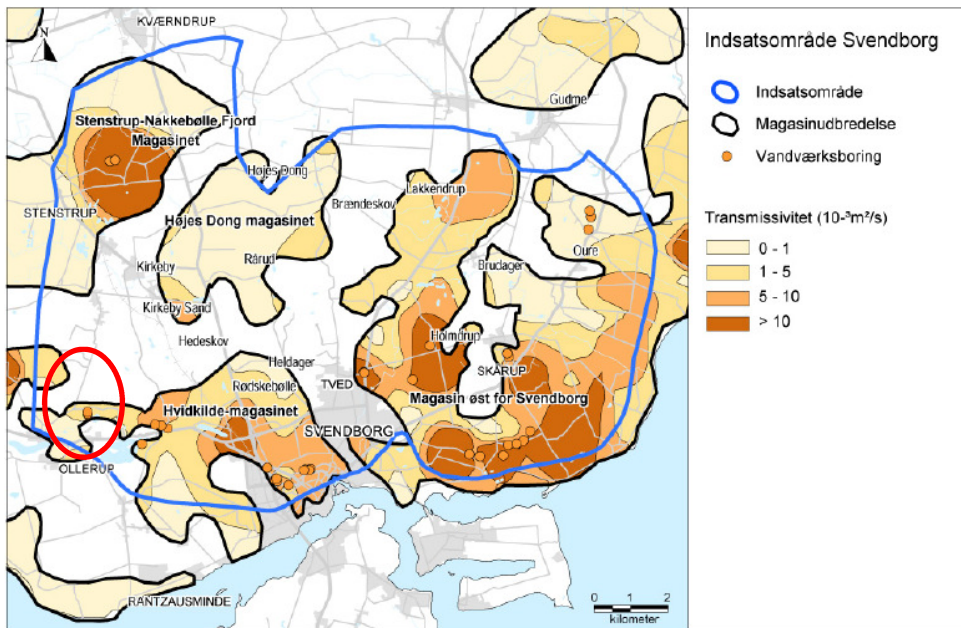 KVÆRNDRUP
N
Gudme
Stenstrup-Nakkebølle Fjord
Magasinet
Højes Dong
Lakkendrup
Brændeskov
STENSTRUP
Højes Dong magasinet
Oure
Rårud
Kirkeby
Brudager
Kirkeby Sand
Hedeskov
Holmdrup
Heldager
SKÅRUP
Rødskebølle
TVED
Magasin øst for Svendborg
Hvidkilde-magasinet
SVENDBORG
OLLERUP
RANTZAUSMINDE
0 1 2
kilometer
Indsatsområde Svendborg
Indsatsområde
Magasinudbredelse
Vandværksboring
Transmissivitet (10-³m²/s)
0 - 1
1 - 5
5 - 10
> 10